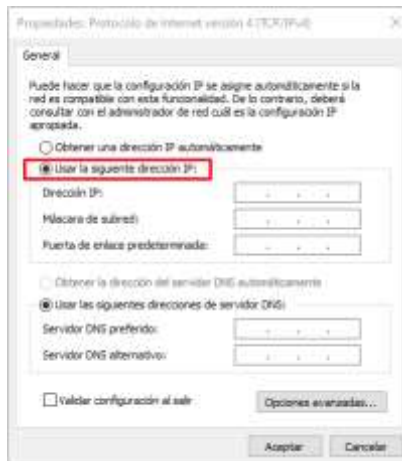 Propiedades: Protocolo de Internet versión 4 (TCP/IPv4)
General
Puede hacer que la configuración IP se asigne automáticamente si la
red es compatible con esta funcionalidad. De lo contrario, deberá
consultar con el administrador de red cuál es la configuración IP
apropiada.
Obtener una dirección IP automáticamente
Usar la siguiente dirección IP:
Dirección IP:
Máscara de subred:
Puerta de enlace predeterminada:
Obtener la dirección del servidor DNS automáticamente
Usar las siguientes direcciones de servidor DNS:
Servidor DNS preferido:
Servidor DNS alternativo:
Validar configuración al salir
Opciones avanzadas...
Aceptar
Cancelar